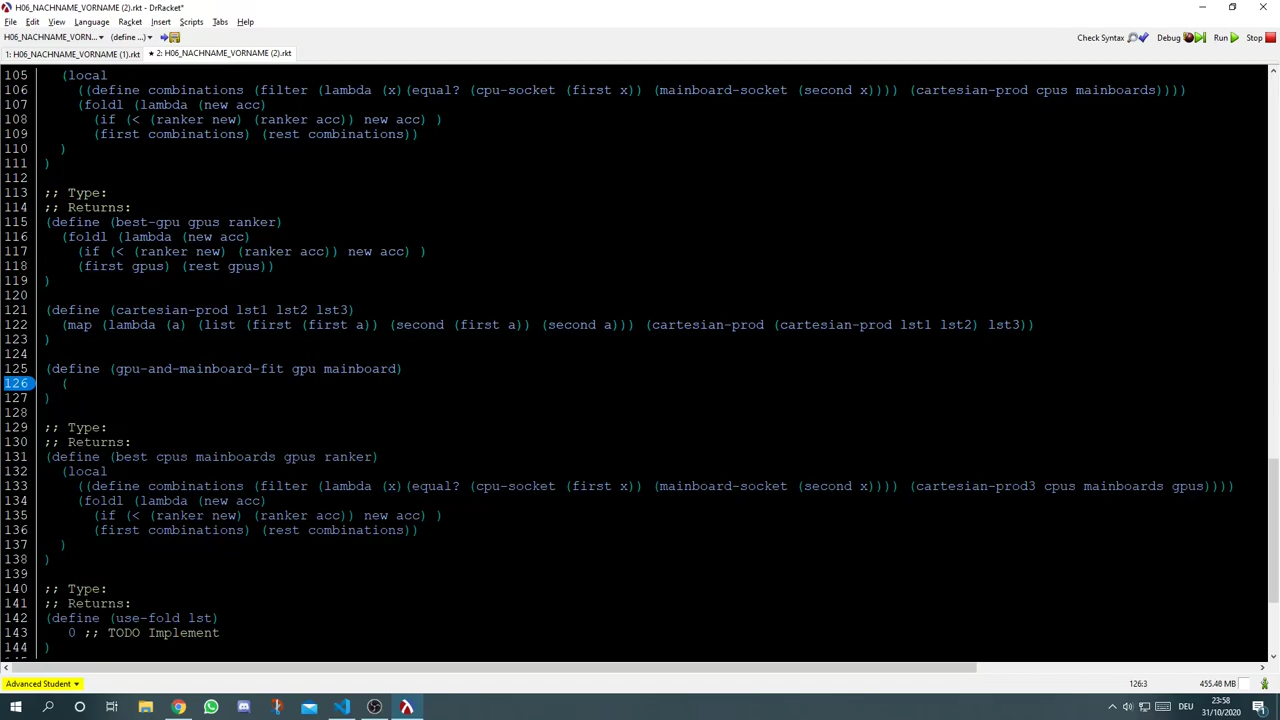 H06_NACHNAME_VORNAME (2).rkt - DrRacket*
File Edit View Language Racket Insert Scripts Tabs Help
H06_NACHNAME_VORN... (define ...) Check Syntax Debug Run Stop
1: H06_NACHNAME_VORNAME (1).rkt ★ 2: H06_NACHNAME_VORNAME (2).rkt
105 (local
106 ((define combinations (filter (lambda (x)(equal? (cpu-socket (first x)) (mainboard-socket (second x)))) (cartesian-prod cpus mainboards))))
107 (foldl (lambda (new acc)
108 (if (< (ranker new) (ranker acc)) new acc) )
109 (first combinations) (rest combinations))
110 )
111 )
112
113 ;; Type:
114 ;; Returns:
115 (define (best-gpu gpus ranker)
116 (foldl (lambda (new acc)
117 (if (< (ranker new) (ranker acc)) new acc) )
118 (first gpus) (rest gpus))
119 )
120
121 (define (cartesian-prod lst1 lst2 lst3)
122 (map (lambda (a) (list (first (first a)) (second (first a)) (second a))) (cartesian-prod (cartesian-prod lst1 lst2) lst3))
123 )
124
125 (define (gpu-and-mainboard-fit gpu mainboard)
126 (
127 )
128
129 ;; Type:
130 ;; Returns:
131 (define (best cpus mainboards gpus ranker)
132 (local
133 ((define combinations (filter (lambda (x)(equal? (cpu-socket (first x)) (mainboard-socket (second x)))) (cartesian-prod3 cpus mainboards gpus))))
134 (foldl (lambda (new acc)
135 (if (< (ranker new) (ranker acc)) new acc) )
136 (first combinations) (rest combinations))
137 )
138 )
139
140 ;; Type:
141 ;; Returns:
142 (define (use-fold lst)
143 0 ;; TODO Implement
144 )
Advanced Student 126:3 455.48 MB
DEU 23:58
31/10/2020